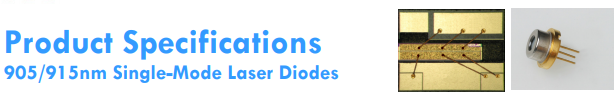 Product Specifications
905/915nm Single-Mode Laser Diodes